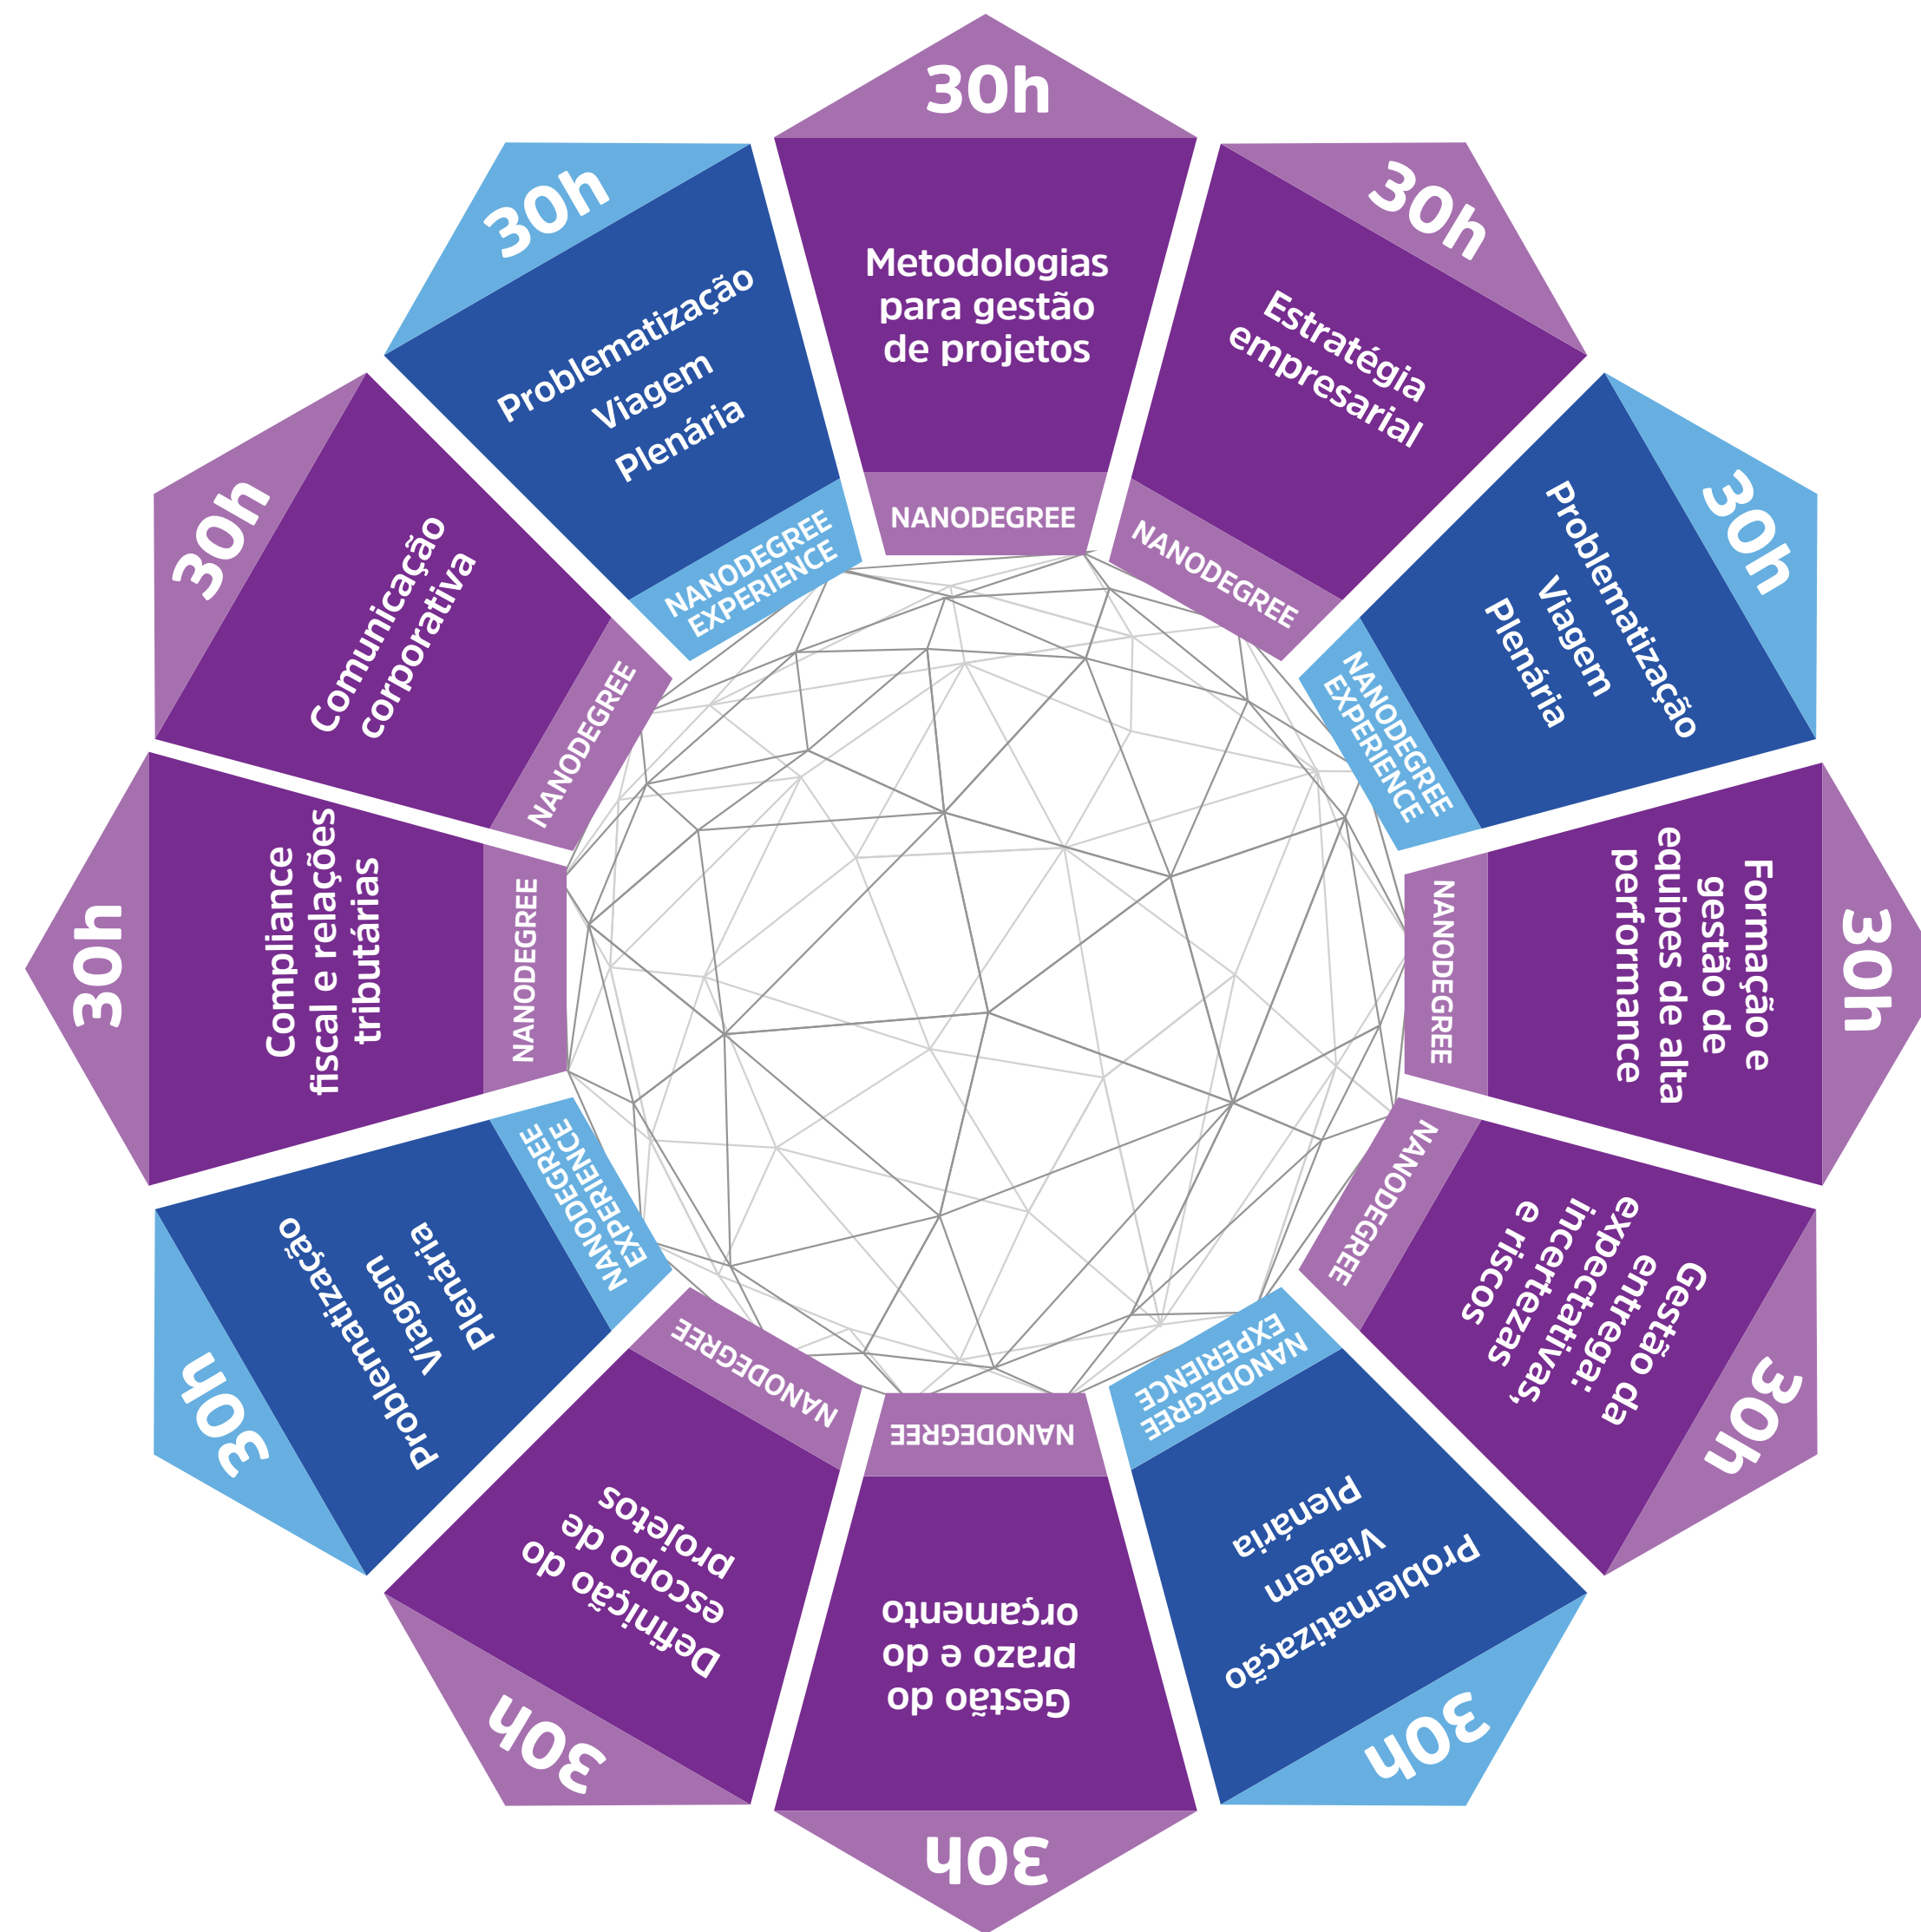 30h
Metodologias
para gestão
de projetos
NANODEGREE
30h
Estratégia
empresarial
NANODEGREE
30h
Problematização
Viagem
Plenária
NANODEGREE
EXPERIENCE
30h
Formação e
gestão de
equipes de alta
performance
NANODEGREE
30h
Gestão da
entrega:
expectativas,
incertezas
e riscos
NANODEGREE
30h
Problematização
Viagem
Plenária
NANODEGREE
EXPERIENCE
30h
Gestão do
prazo e do
orçamento
NANODEGREE
30h
Definição do
escopo de
projetos
NANODEGREE
30h
Problematização
Viagem
Plenária
NANODEGREE
EXPERIENCE
30h
Compliance
fiscal e relações
tributárias
NANODEGREE
30h
Comunicação
corporativa
NANODEGREE
30h
Problematização
Viagem
Plenária
NANODEGREE
EXPERIENCE